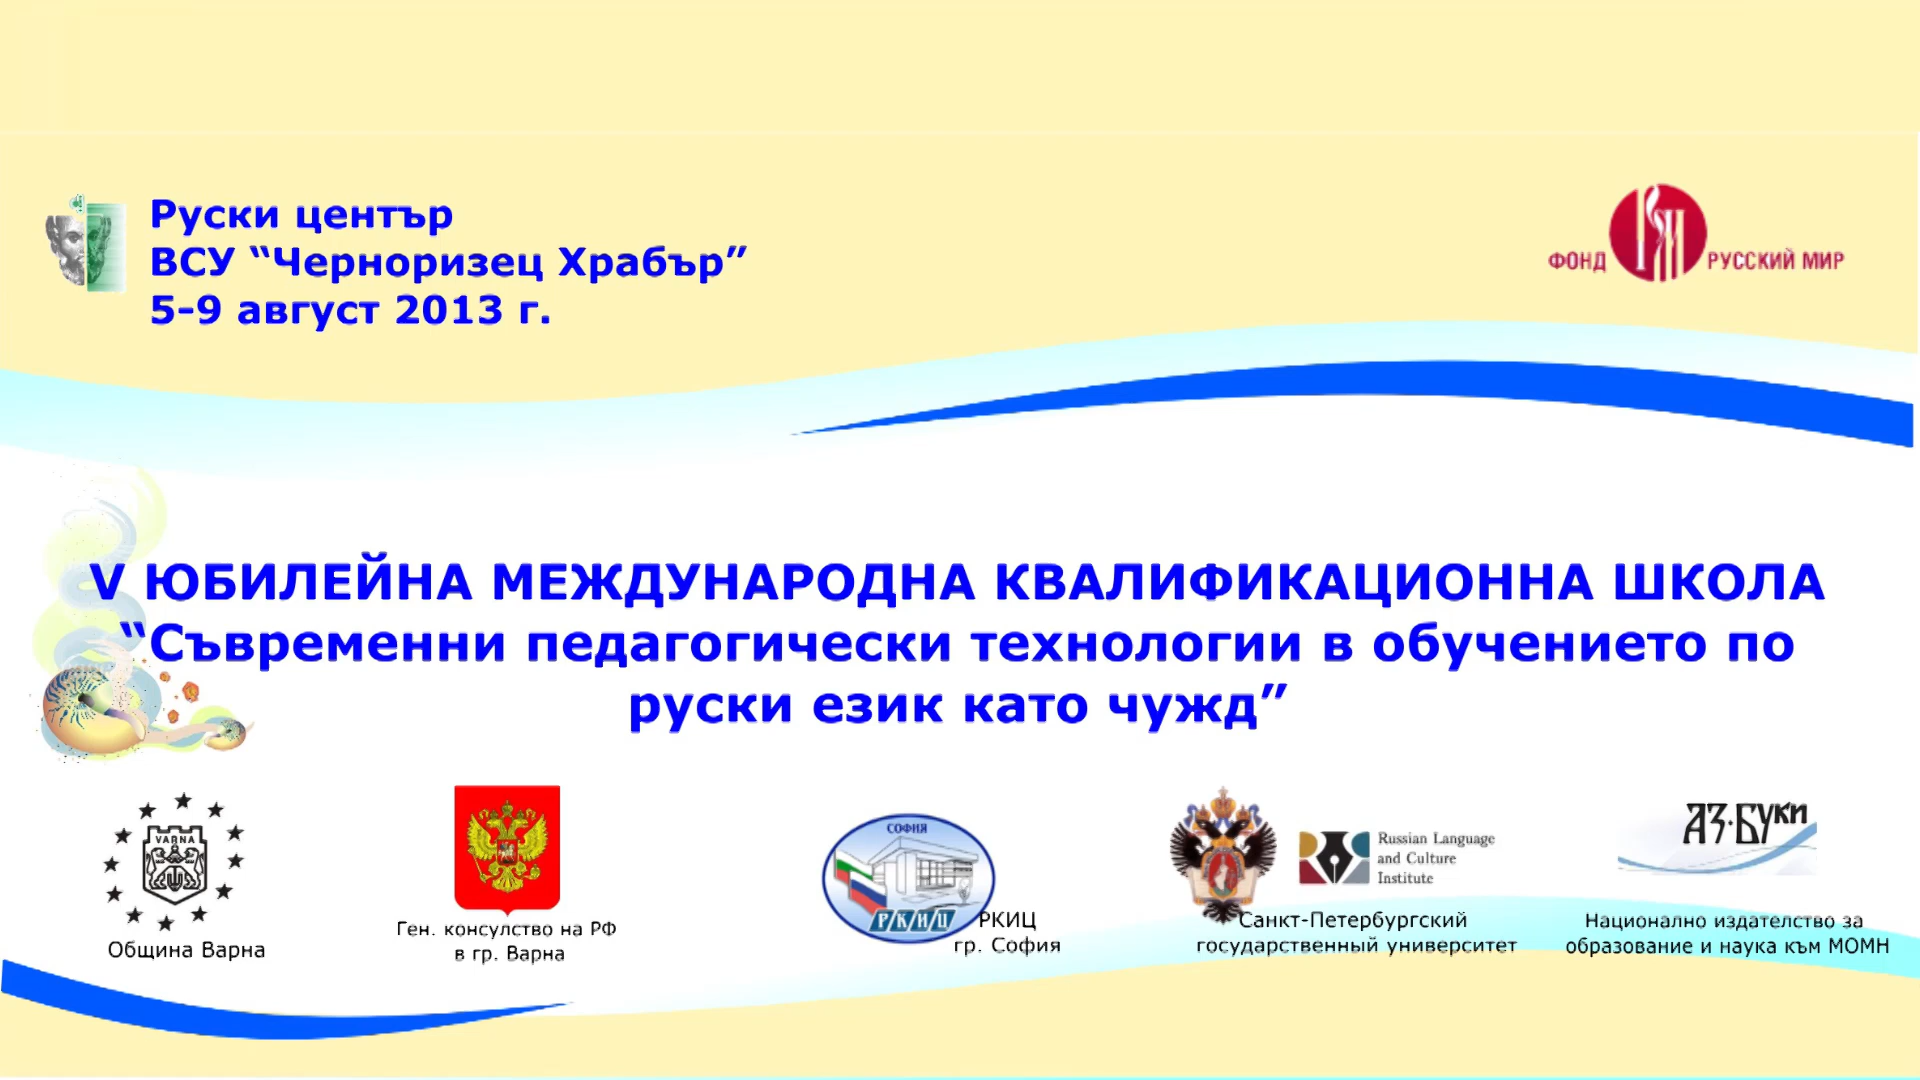 Руски център
ВСУ “Черноризец Храбър”
5-9 август 2013 г.
ФОНД РУССКИЙ МИР
V ЮБИЛЕЙНА МЕЖДУНАРОДНА КВАЛИФИКАЦИОННА ШКОЛА
“Съвременни педагогически технологии в обучението по
руски език като чужд”
VARNA
Община Варна
Ген. консулство на РФ
в гр. Варна
СОФИЯ
РКИЦ
РКИЦ
гр. София
Russian Language
and Culture
Institute
Санкт-Петербургский
государственный университет
АЗ·БУКИ
Национално издателство за
образование и наука към МОМН